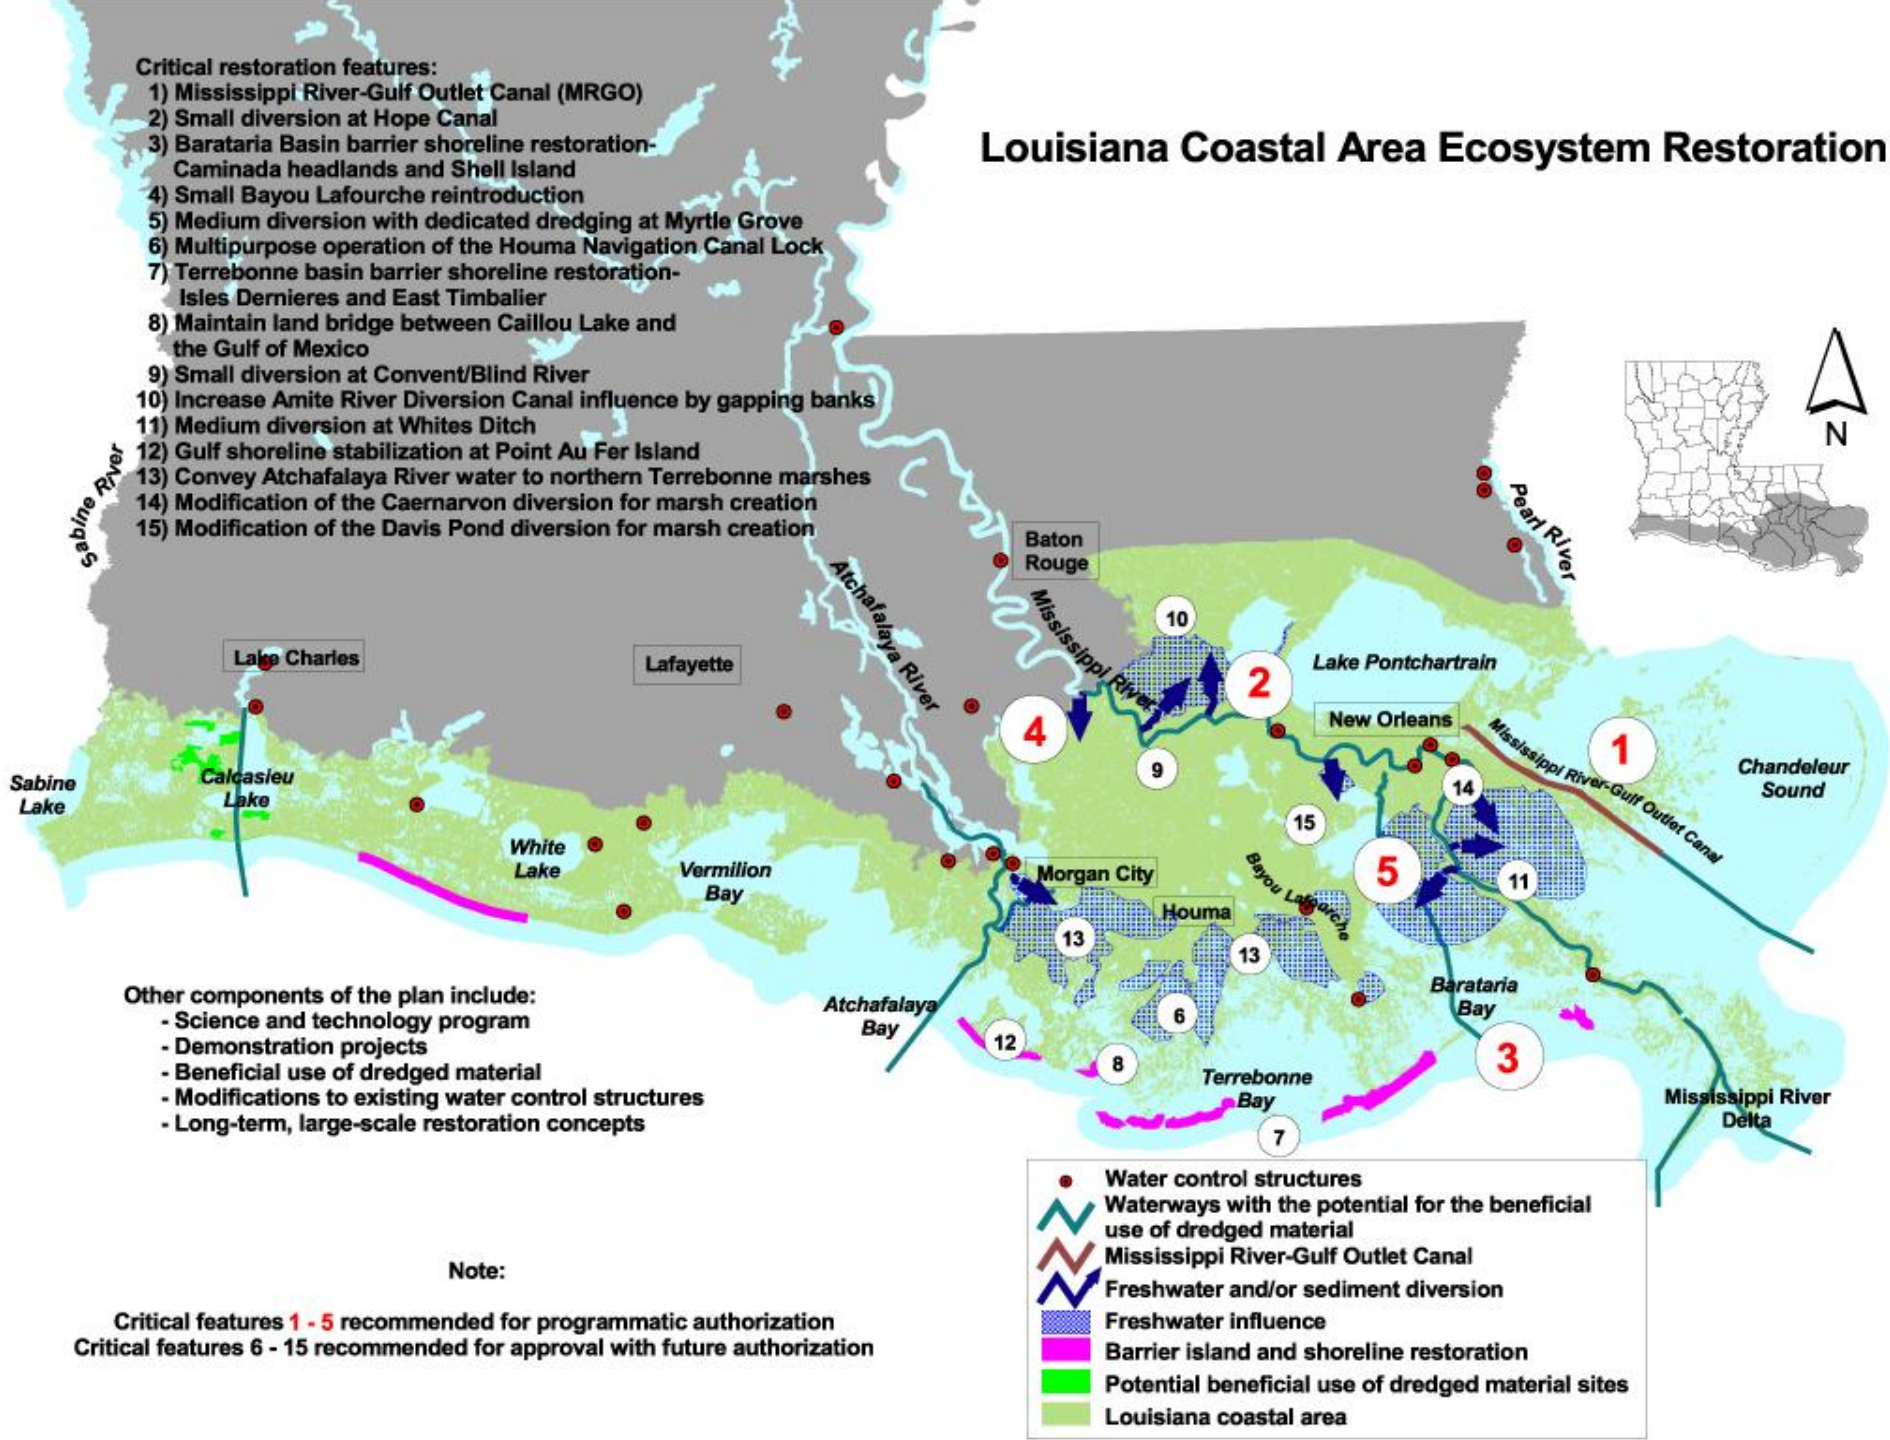 Critical restoration features:
1) Mississippi River-Gulf Outlet Canal (MRGO)
2) Small diversion at Hope Canal
3) Barataria Basin barrier shoreline restoration-
Caminada headlands and Shell Island
4) Small Bayou Lafourche reintroduction
5) Medium diversion with dedicated dredging at Myrtle Grove
6) Multipurpose operation of the Houma Navigation Canal Lock
7) Terrebonne basin barrier shoreline restoration-
Isles Dernieres and East Timbalier
8) Maintain land bridge between Caillou Lake and
the Gulf of Mexico
9) Small diversion at Convent/Blind River
10) Increase Amite River Diversion Canal influence by gapping banks
11) Medium diversion at Whites Ditch
12) Gulf shoreline stabilization at Point Au Fer Island
13) Convey Atchafalaya River water to northern Terrebonne marshes
14) Modification of the Caernarvon diversion for marsh creation
15) Modification of the Davis Pond diversion for marsh creation
Louisiana Coastal Area Ecosystem Restoration
N
Sabine River
Pearl River
Baton
Rouge
Atchafalaya River
Mississippi River
10
Lake Charles
Lafayette
2
Lake Pontchartrain
4
New Orleans
1
Mississippi River-Gulf Outlet Canal
Chandeleur
Sound
9
Sabine
Lake
Calcasieu
Lake
14
15
White
Lake
Vermilion
Bay
Morgan City
Bayou Lafourche
5
11
Houma
13
13
Atchafalaya
Bay
6
Barataria
Bay
12
8
3
Terrebonne
Bay
7
Mississippi River
Delta
Other components of the plan include:
- Science and technology program
- Demonstration projects
- Beneficial use of dredged material
- Modifications to existing water control structures
- Long-term, large-scale restoration concepts
Note:
Critical features 1 - 5 recommended for programmatic authorization
Critical features 6 - 15 recommended for approval with future authorization
Water control structures
Waterways with the potential for the beneficial
use of dredged material
Mississippi River-Gulf Outlet Canal
Freshwater and/or sediment diversion
Freshwater influence
Barrier island and shoreline restoration
Potential beneficial use of dredged material sites
Louisiana coastal area